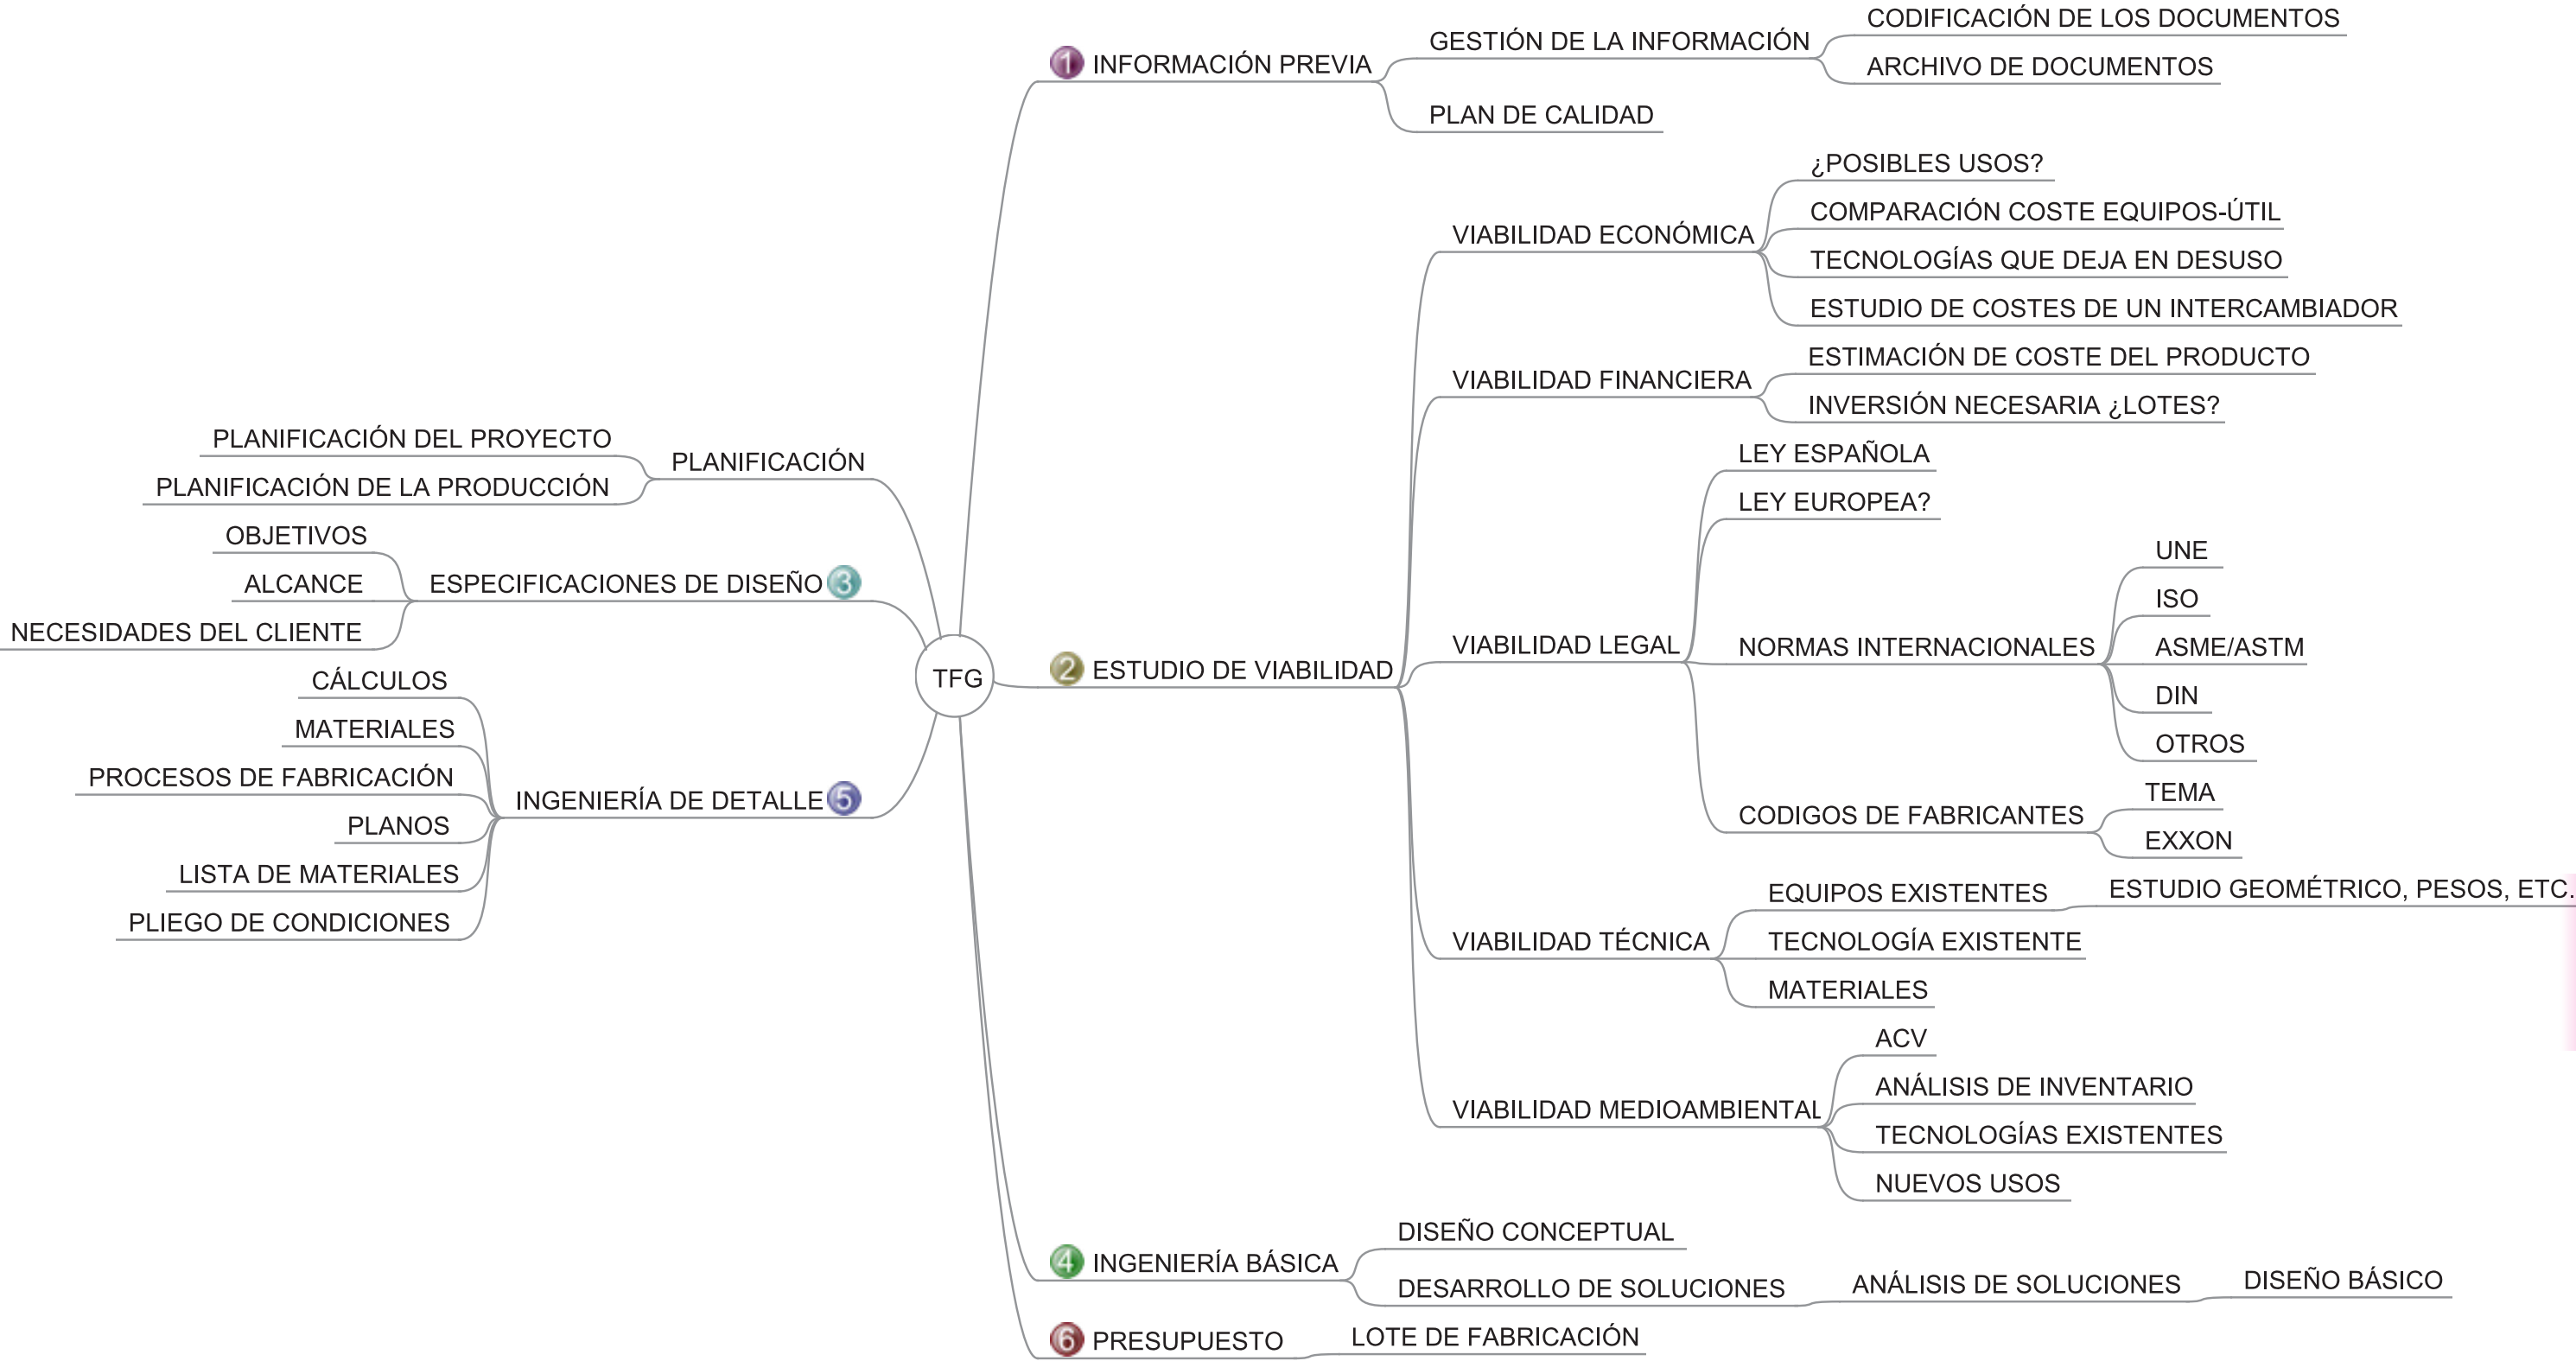 TFG
1 INFORMACIÓN PREVIA
GESTIÓN DE LA INFORMACIÓN
CODIFICACIÓN DE LOS DOCUMENTOS
ARCHIVO DE DOCUMENTOS
PLAN DE CALIDAD
2 ESTUDIO DE VIABILIDAD
VIABILIDAD ECONÓMICA
¿POSIBLES USOS?
COMPARACIÓN COSTE EQUIPOS-ÚTIL
TECNOLOGÍAS QUE DEJA EN DESUSO
ESTUDIO DE COSTES DE UN INTERCAMBIADOR
VIABILIDAD FINANCIERA
ESTIMACIÓN DE COSTE DEL PRODUCTO
INVERSIÓN NECESARIA ¿LOTES?
VIABILIDAD LEGAL
LEY ESPAÑOLA
LEY EUROPEA?
NORMAS INTERNACIONALES
UNE
ISO
ASME/ASTM
DIN
OTROS
CODIGOS DE FABRICANTES
TEMA
EXXON
VIABILIDAD TÉCNICA
EQUIPOS EXISTENTES
ESTUDIO GEOMÉTRICO, PESOS, ETC.
TECNOLOGÍA EXISTENTE
MATERIALES
VIABILIDAD MEDIOAMBIENTAL
ACV
ANÁLISIS DE INVENTARIO
TECNOLOGÍAS EXISTENTES
NUEVOS USOS
4 INGENIERÍA BÁSICA
DISEÑO CONCEPTUAL
DESARROLLO DE SOLUCIONES
ANÁLISIS DE SOLUCIONES
DISEÑO BÁSICO
6 PRESUPUESTO
LOTE DE FABRICACIÓN
PLANIFICACIÓN
PLANIFICACIÓN DEL PROYECTO
PLANIFICACIÓN DE LA PRODUCCIÓN
ESPECIFICACIONES DE DISEÑO 3
OBJETIVOS
ALCANCE
NECESIDADES DEL CLIENTE
INGENIERÍA DE DETALLE 5
CÁLCULOS
MATERIALES
PROCESOS DE FABRICACIÓN
PLANOS
LISTA DE MATERIALES
PLIEGO DE CONDICIONES